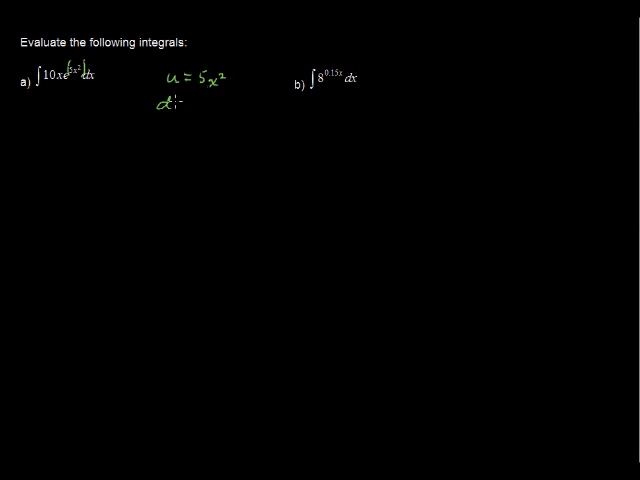 Evaluate the following integrals:
a) ∫10xe^(5x²) dx
u = 5x²
d
b) ∫8^0.15x dx